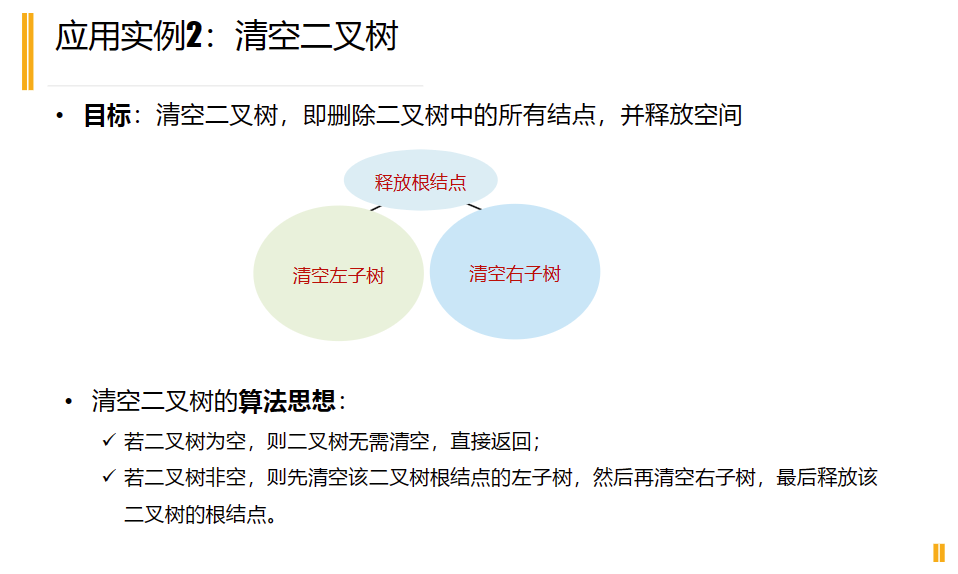 应用实例2：清空二叉树
• 目标：清空二叉树，即删除二叉树中的所有结点，并释放空间
释放根结点
清空左子树
清空右子树
• 清空二叉树的算法思想：
✓ 若二叉树为空，则二叉树无需清空，直接返回；
✓ 若二叉树非空，则先清空该二叉树根结点的左子树，然后再清空右子树，最后释放该
二叉树的根结点。